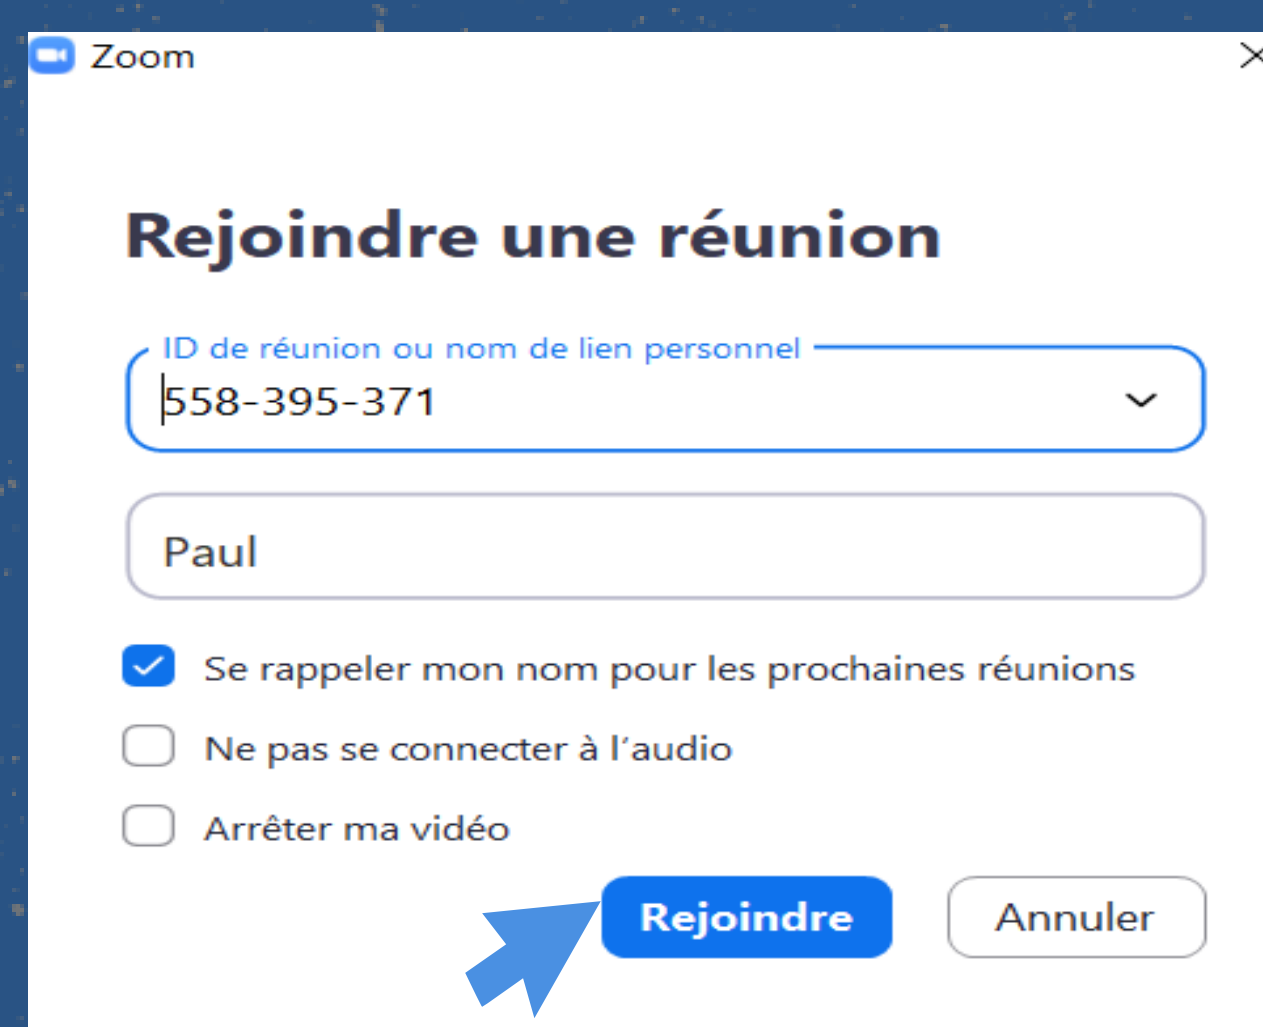 Zoom
Rejoindre une réunion
ID de réunion ou nom de lien personnel
558-395-371
Paul
Se rappeler mon nom pour les prochaines réunions
Ne pas se connecter à l'audio
Arrêter ma vidéo
Rejoindre Annuler